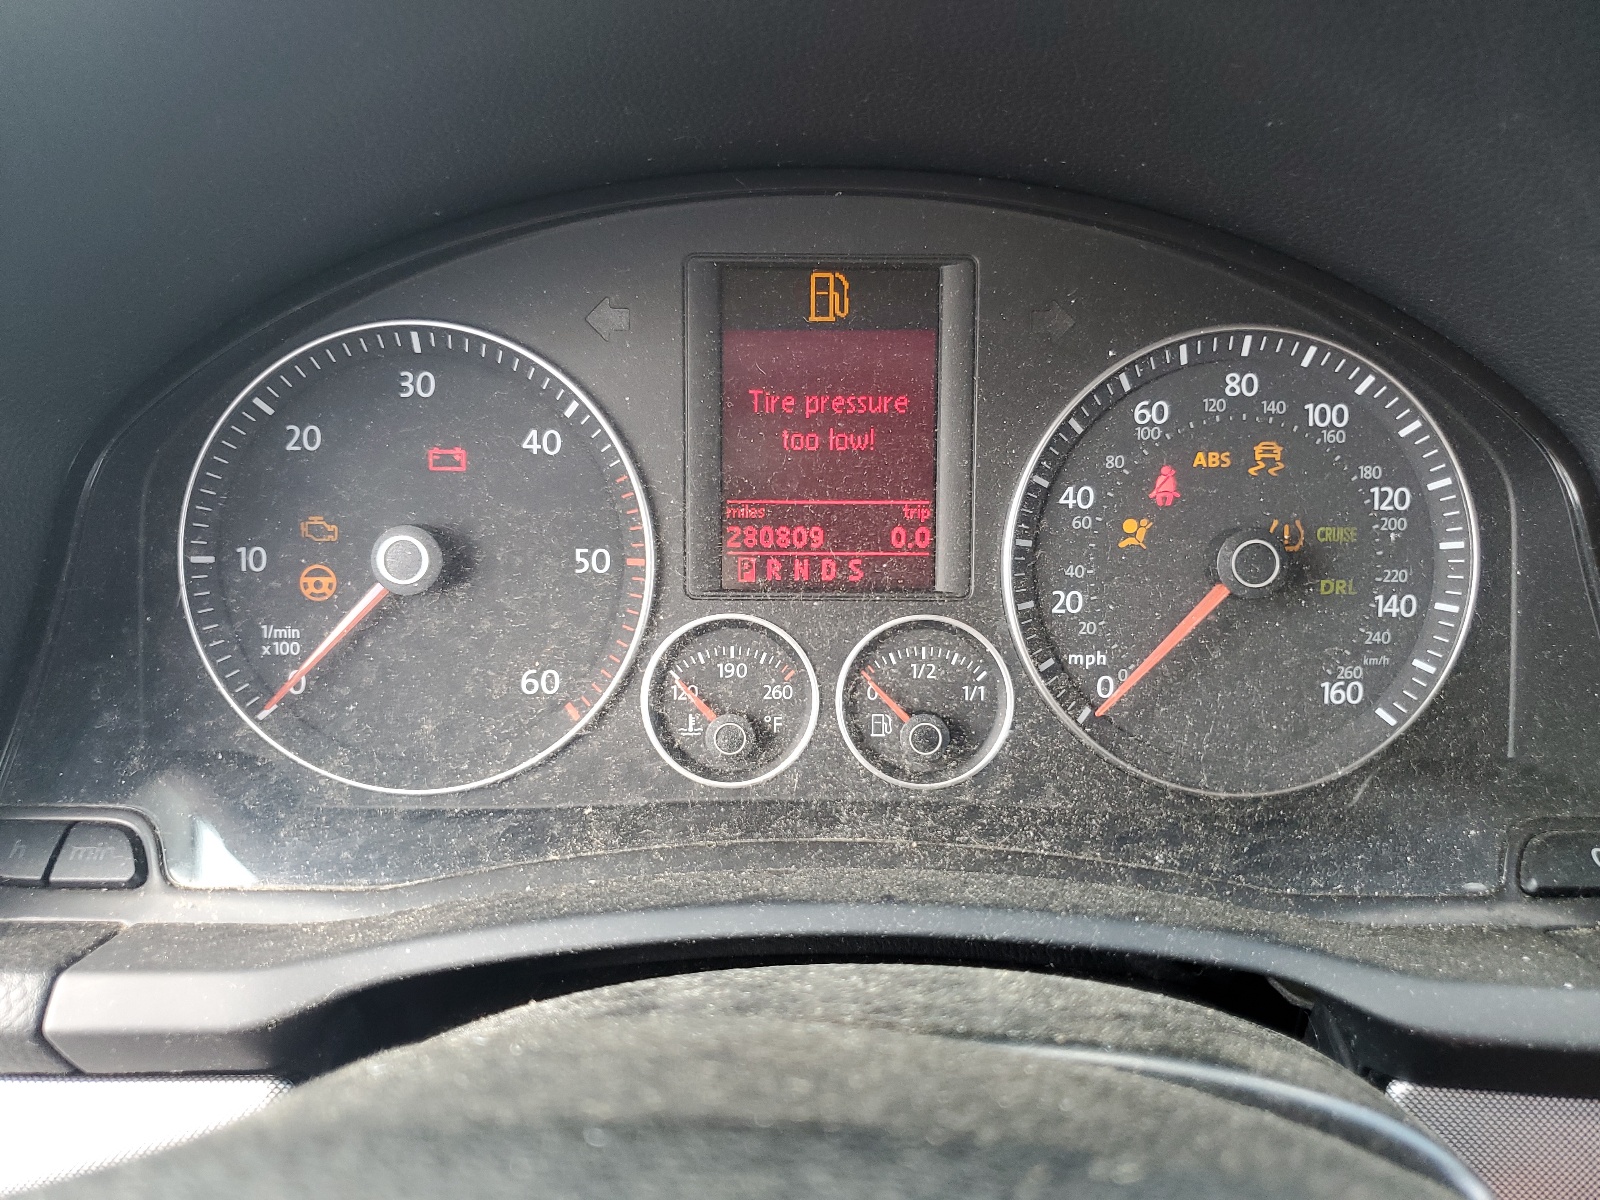 Tire pressure
too low!
miles trip
280809 0.0
P R N D S
0 10 20 30 40 50 60
1/min
x100
120 190 260
°F
0 1/2 1/1
0 20 40 60 80 100 120 140 160
mph
0 20 40 60 80 100 120 140 160 180 200 220 240 260
km/h
ABS
CRUISE
DRL
h
min